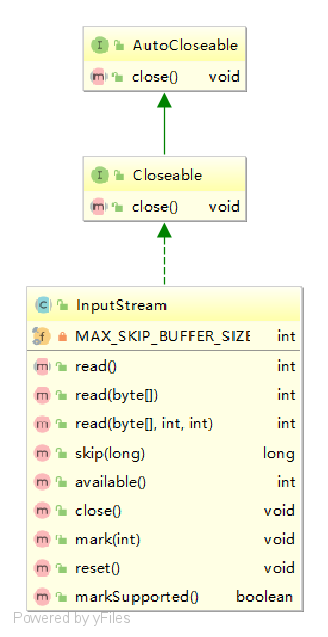 I AutoCloseable
m close() void
I Closeable
m close() void
C InputStream
f MAX_SKIP_BUFFER_SIZE int
m read() int
m read(byte[]) int
m read(byte[], int, int) int
m skip(long) long
m available() int
m close() void
m mark(int) void
m reset() void
m markSupported() boolean
Powered by yFiles